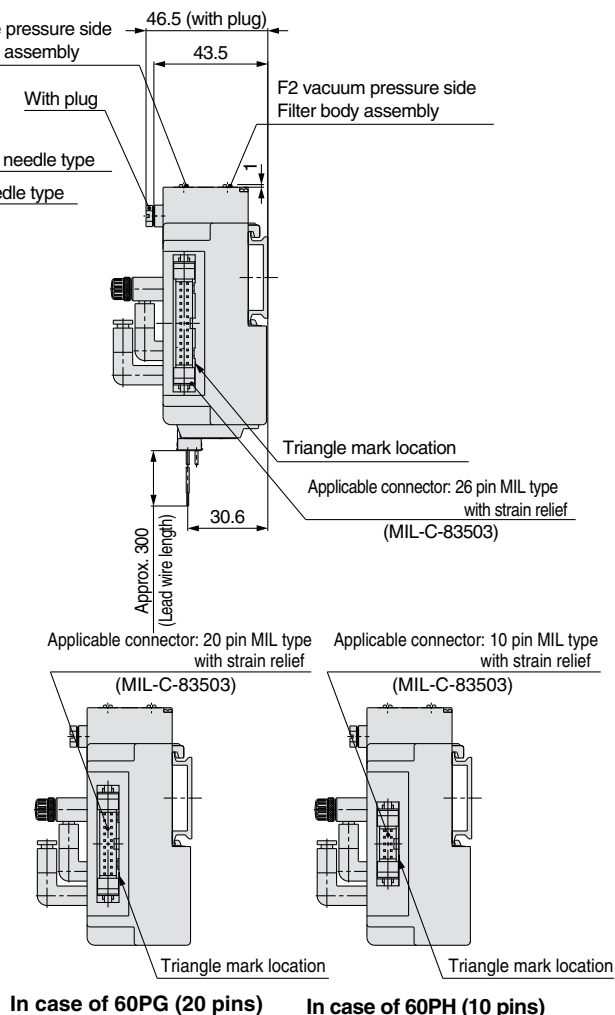 46.5 (with plug)
pressure side
assembly
43.5
With plug
F2 vacuum pressure side
Filter body assembly
needle type
type
1
Triangle mark location
Applicable connector: 26 pin MIL type
with strain relief
(MIL-C-83503)
30.6
Approx. 300
(Lead wire length)
Applicable connector: 20 pin MIL type
with strain relief
(MIL-C-83503)
Applicable connector: 10 pin MIL type
with strain relief
(MIL-C-83503)
Triangle mark location
Triangle mark location
In case of 60PG (20 pins)
In case of 60PH (10 pins)